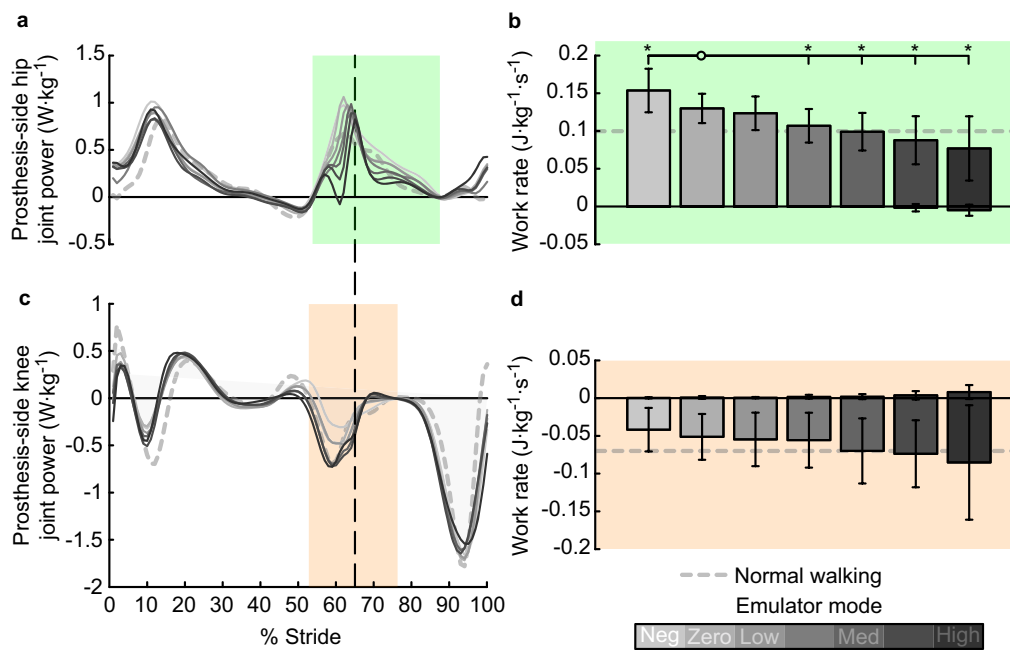 a
Prosthesis-side hip
joint power (W·kg⁻¹)
1.5
1
0.5
0
-0.5
b
Work rate (J·kg⁻¹·s⁻¹)
0.2
0.15
0.1
0.05
0
-0.05
* * * * *
c
Prosthesis-side knee
joint power (W·kg⁻¹)
1
0.5
0
-0.5
-1
-1.5
-2
0 10 20 30 40 50 60 70 80 90 100
% Stride
d
Work rate (J·kg⁻¹·s⁻¹)
0.05
0
-0.05
-0.1
-0.15
-0.2
Normal walking
Emulator mode
Neg Zero Low Med High